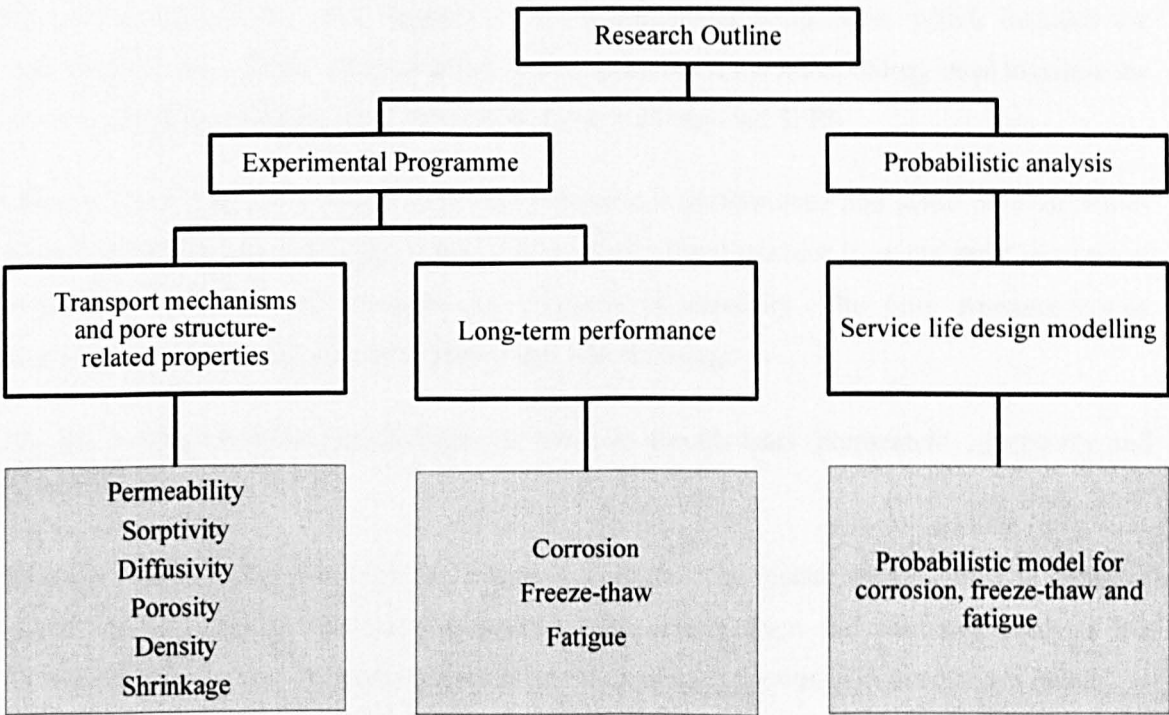 Research Outline
Experimental Programme
Probabilistic analysis
Transport mechanisms
and pore structure-
related properties
Long-term performance
Service life design modelling
Permeability
Sorptivity
Diffusivity
Porosity
Density
Shrinkage
Corrosion
Freeze-thaw
Fatigue
Probabilistic model for
corrosion, freeze-thaw and
fatigue